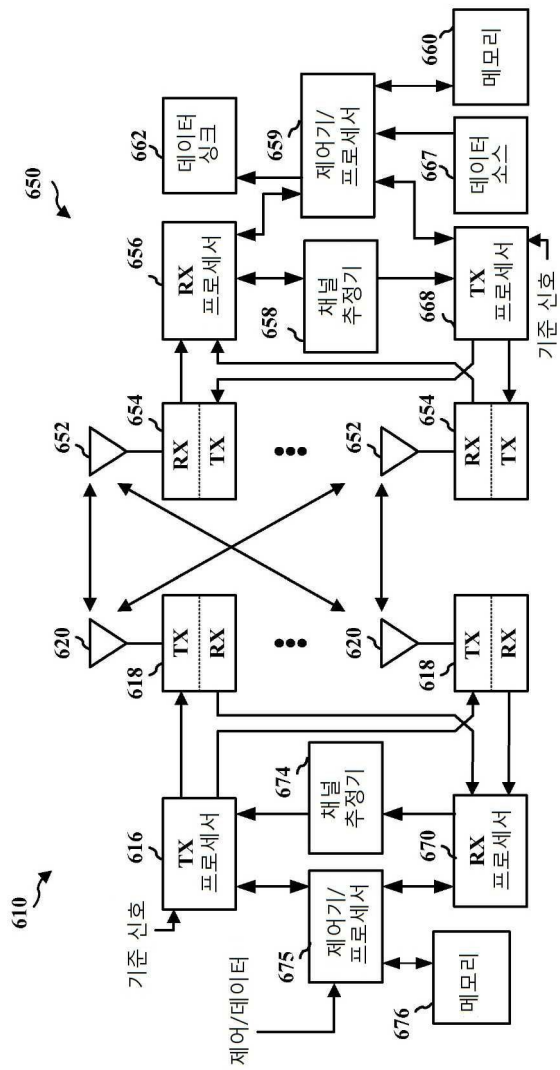 610
650
기준 신호
616
TX
프로세서
제어/데이터
675
제어기/
프로세서
676
메모리
674
채널
추정기
670
RX
프로세서
620
618
TX
RX
620
618
TX
RX
652
654
RX
TX
652
654
RX
TX
656
RX
프로세서
658
채널
추정기
668
TX
프로세서
기준 신호
662
데이터
싱크
659
제어기/
프로세서
667
데이터
소스
660
메모리